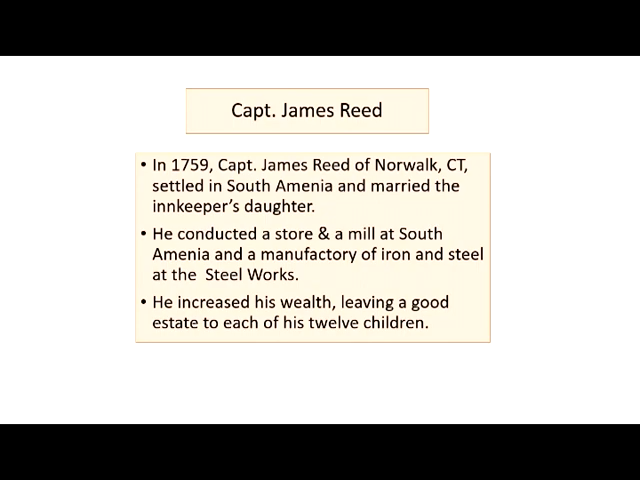 Capt. James Reed
• In 1759, Capt. James Reed of Norwalk, CT,
settled in South Amenia and married the
innkeeper’s daughter.
• He conducted a store & a mill at South
Amenia and a manufactory of iron and steel
at the  Steel Works.
• He increased his wealth, leaving a good
estate to each of his twelve children.